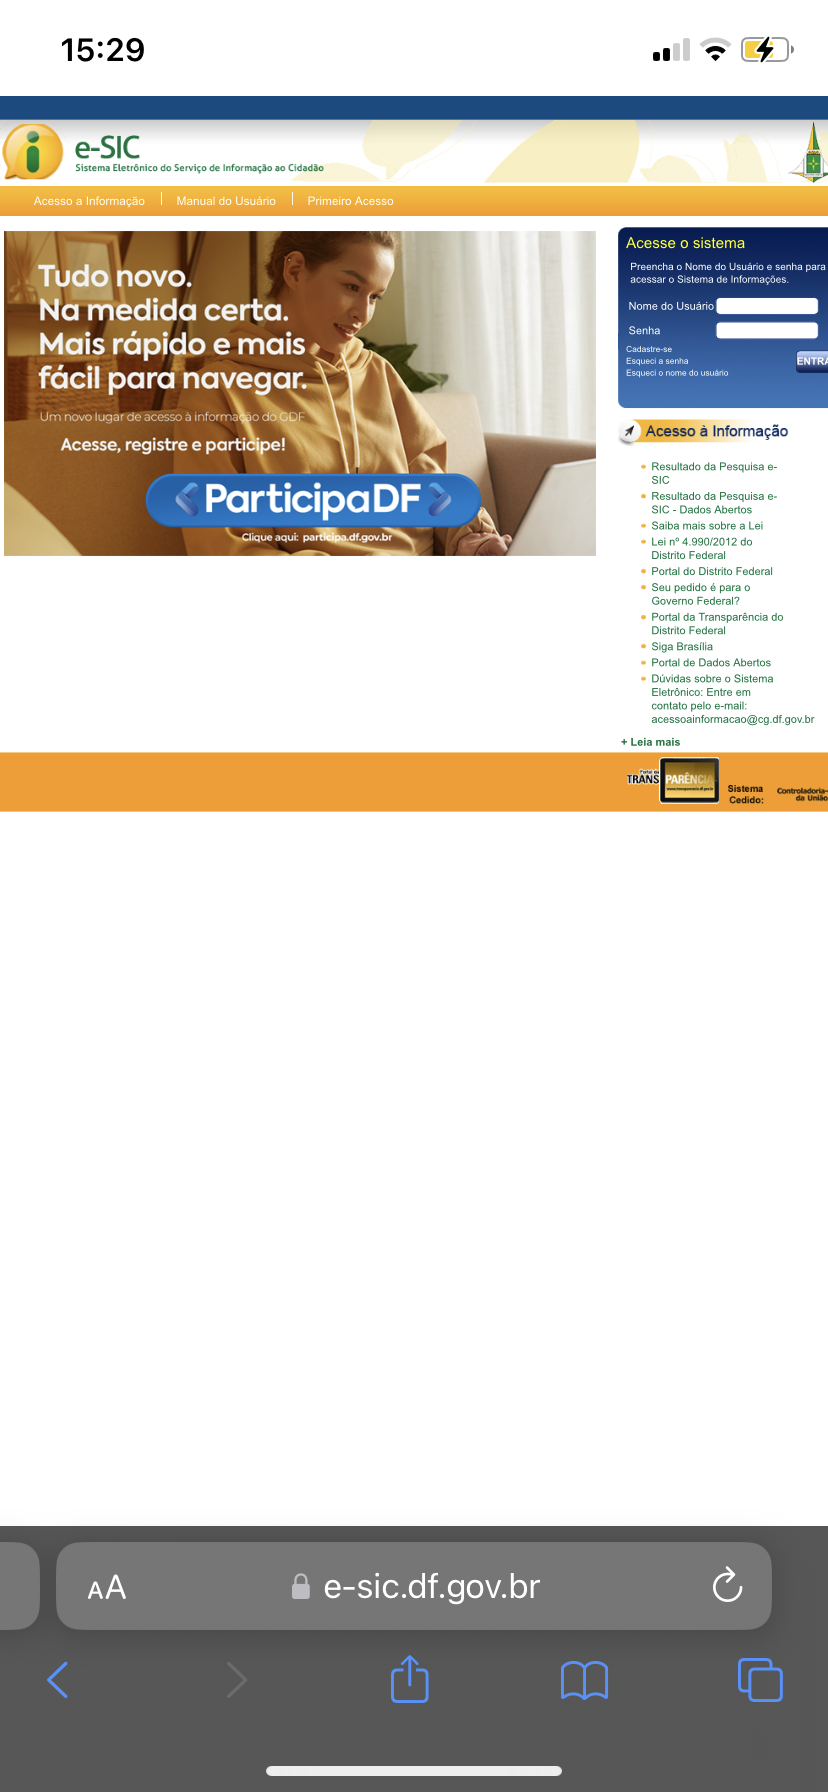 15:29
e-SIC
Sistema Eletrônico do Serviço de Informação ao Cidadão
Acesso a Informação
Manual do Usuário
Primeiro Acesso
Tudo novo.
Na medida certa.
Mais rápido e mais
fácil para navegar.
Um novo lugar de acesso à informação do GDF
Acesse, registre e participe!
ParticipaDF
Clique aqui: participa.df.gov.br
Acesse o sistema
Preencha o Nome do Usuário e senha para
acessar o Sistema de Informações.
Nome do Usuário
Senha
Cadastre-se
Esqueci a senha
Esqueci o nome do usuário
ENTRA
Acesso à Informação
Resultado da Pesquisa e-
SIC
Resultado da Pesquisa e-
SIC - Dados Abertos
Saiba mais sobre a Lei
Lei nº 4.990/2012 do
Distrito Federal
Portal do Distrito Federal
Seu pedido é para o
Governo Federal?
Portal da Transparência do
Distrito Federal
Siga Brasília
Portal de Dados Abertos
Dúvidas sobre o Sistema
Eletrônico: Entre em
contato pelo e-mail:
acessoainformacao@cg.df.gov.br
+ Leia mais
Portal da
TRANSPARÊNCIA
www.transparencia.df.gov.br
Sistema
Cedido:
Controladoria-
da União
AA
e-sic.df.gov.br